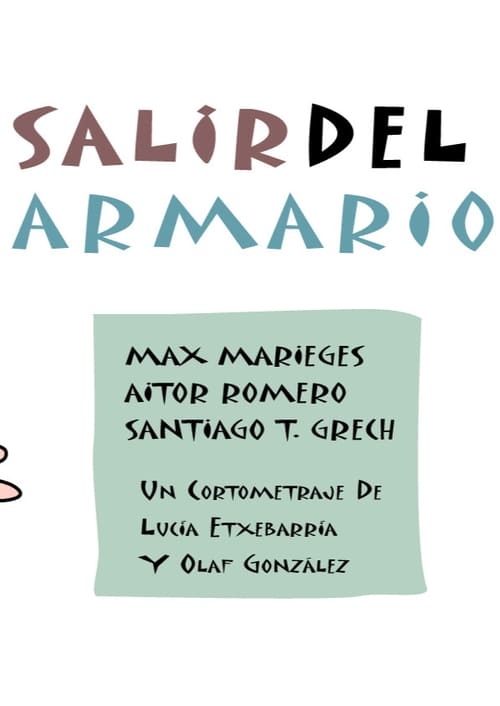 SALIR DEL
ARMARIO
MAX MARIEGES
AITOR ROMERO
SANTIAGO T. GRECH
Un Cortometraje De
Lucía Etxebarría
Y Olaf González